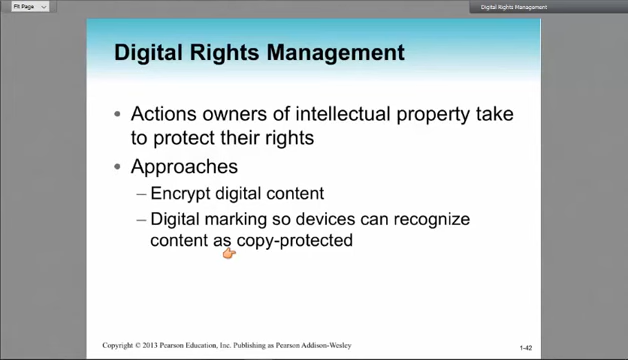 Fit Page
Digital Rights Management
Digital Rights Management
• Actions owners of intellectual property take
to protect their rights
• Approaches
– Encrypt digital content
– Digital marking so devices can recognize
content as copy-protected
Copyright © 2013 Pearson Education, Inc. Publishing as Pearson Addison-Wesley
1-42